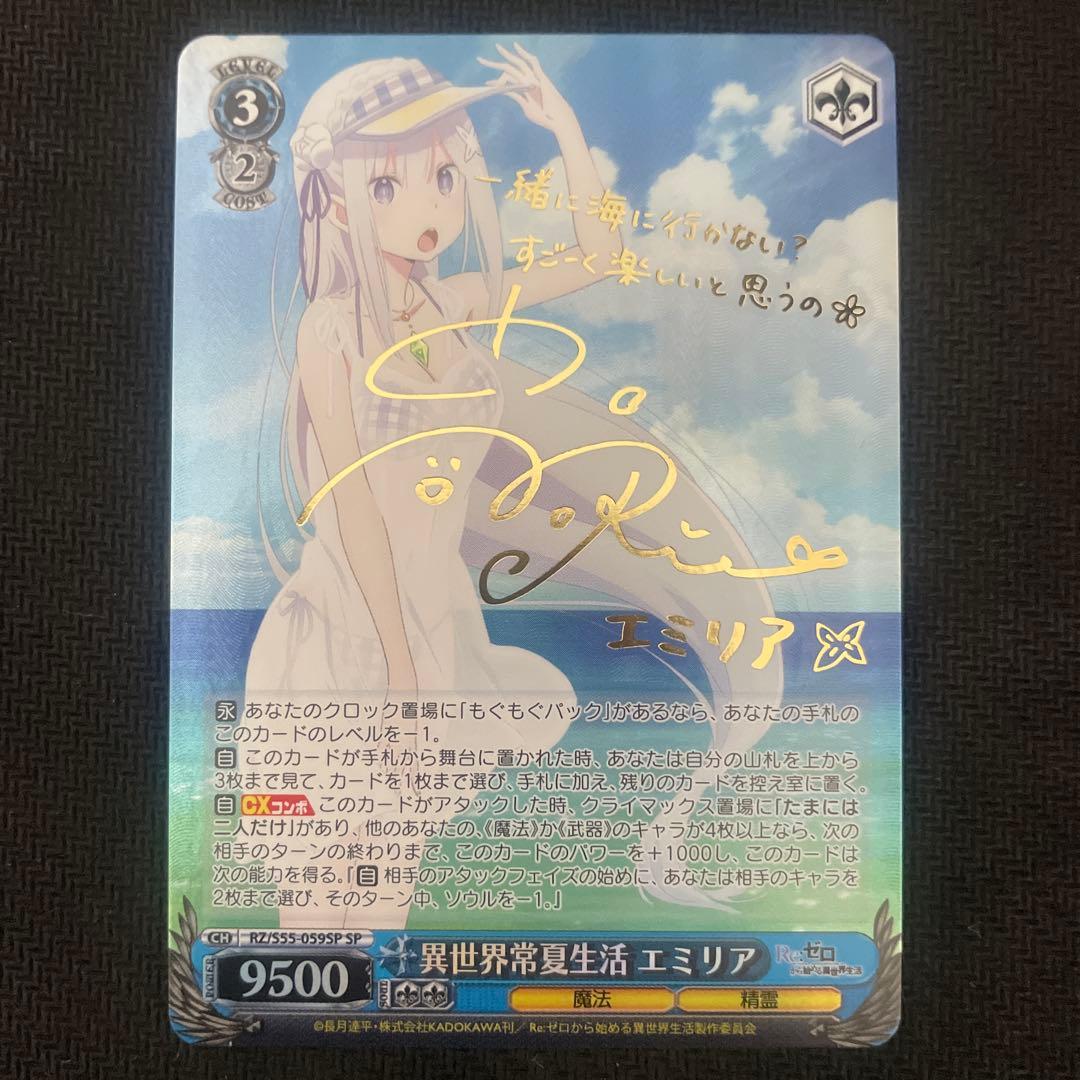 LEVEL
3
2
COST
一緒に海に行かない?
すごーく楽しいと思うの
エミリア
永 あなたのクロック置場に「もぐもぐパック」があるなら、あなたの手札の
このカードのレベルを-1。
自 このカードが手札から舞台に置かれた時、あなたは自分の山札を上から
3枚まで見て、カードを1枚まで選び、手札に加え、残りのカードを控え室に置く。
自 CXコンボ このカードがアタックした時、クライマックス置場に「たまには
二人だけ」があり、他のあなたの、《魔法》か《武器》のキャラが4枚以上なら、次の
相手のターンの終わりまで、このカードのパワーを+1000し、このカードは
次の能力を得る。「自 相手のアタックフェイズの始めに、あなたは相手のキャラを
2枚まで選び、そのターン中、ソウルを-1。」
CH RZ/S55-059SP SP
POWER 9500 SOUL 異世界常夏生活 エミリア Re:ゼロ
から始める異世界生活
魔法 精霊
©長月達平・株式会社KADOKAWA刊/Re:ゼロから始める異世界生活製作委員会